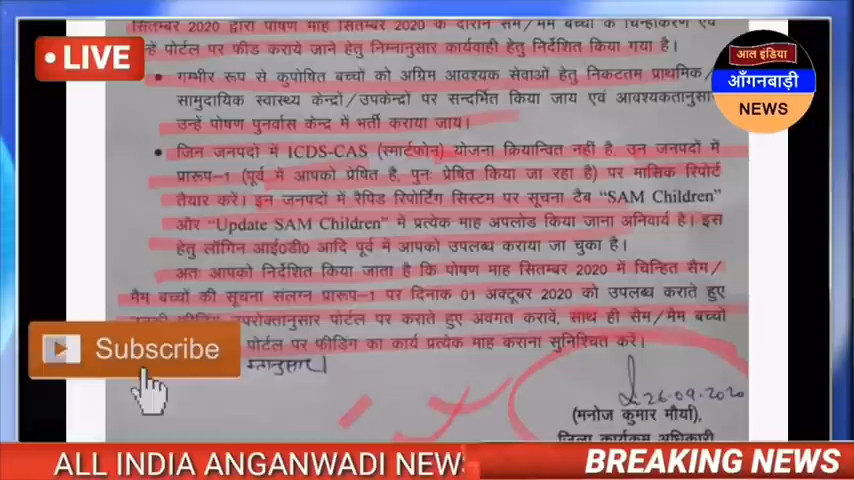 सितम्बर 2020 द्वारा पोषण माह सितम्बर 2020 के दौरान सैम/मैम बच्चों के चिन्हीकरण एवं
न्हें पोर्टल पर फीड कराये जाने हेतु निम्नानुसार कार्यवाही हेतु निर्देशित किया गया है।
• गम्भीर रूप से कुपोषित बच्चों को अग्रिम आवश्यक सेवाओं हेतु निकटतम प्राथमिक/
सामुदायिक स्वास्थ्य केन्द्रों/उपकेन्द्रों पर सन्दर्भित किया जाय एवं आवश्यकतानुसार
उन्हें पोषण पुनर्वास केन्द्र में भर्ती कराया जाय।
• जिन जनपदों में ICDS-CAS (स्मार्टफोन) योजना क्रियान्वित नहीं है, उन जनपदों में
प्रारूप-1 (पूर्व में आपको प्रेषित है, पुनः प्रेषित किया जा रहा है) पर मासिक रिपोर्ट
तैयार करें। इन जनपदों में रैपिड रिपोर्टिंग सिस्टम पर सूचना टैब "SAM Children"
और "Update SAM Children" में प्रत्येक माह अपलोड किया जाना अनिवार्य है। इस
हेतु लॉगिन आई0डी0 आदि पूर्व में आपको उपलब्ध कराया जा चुका है।
अतः आपको निर्देशित किया जाता है कि पोषण माह सितम्बर 2020 में चिन्हित सैम/
मैम बच्चों की सूचना संलग्न प्रारूप-1 पर दिनांक 01 अक्टूबर 2020 को उपलब्ध कराते हुए
उपरोक्तानुसार पोर्टल पर कराते हुए अवगत करावें, साथ ही सैम/मैम बच्चों
पोर्टल पर फीडिंग का कार्य प्रत्येक माह कराना सुनिश्चित करें।
26.09.2020
(मनोज कुमार मौर्या),
जिला कार्यक्रम अधिकारी
LIVE
आल इंडिया
आँगनबाड़ी
NEWS
Subscribe
ALL INDIA ANGANWADI NEWS
BREAKING NEWS